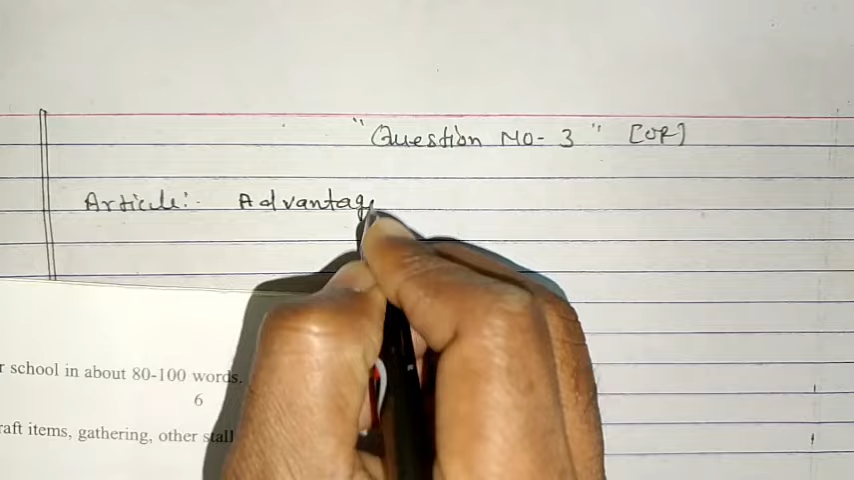 "Question NO- 3" [OR]
Article:- Advantag
r school in about 80-100 words.
6
raft items, gathering, other stall